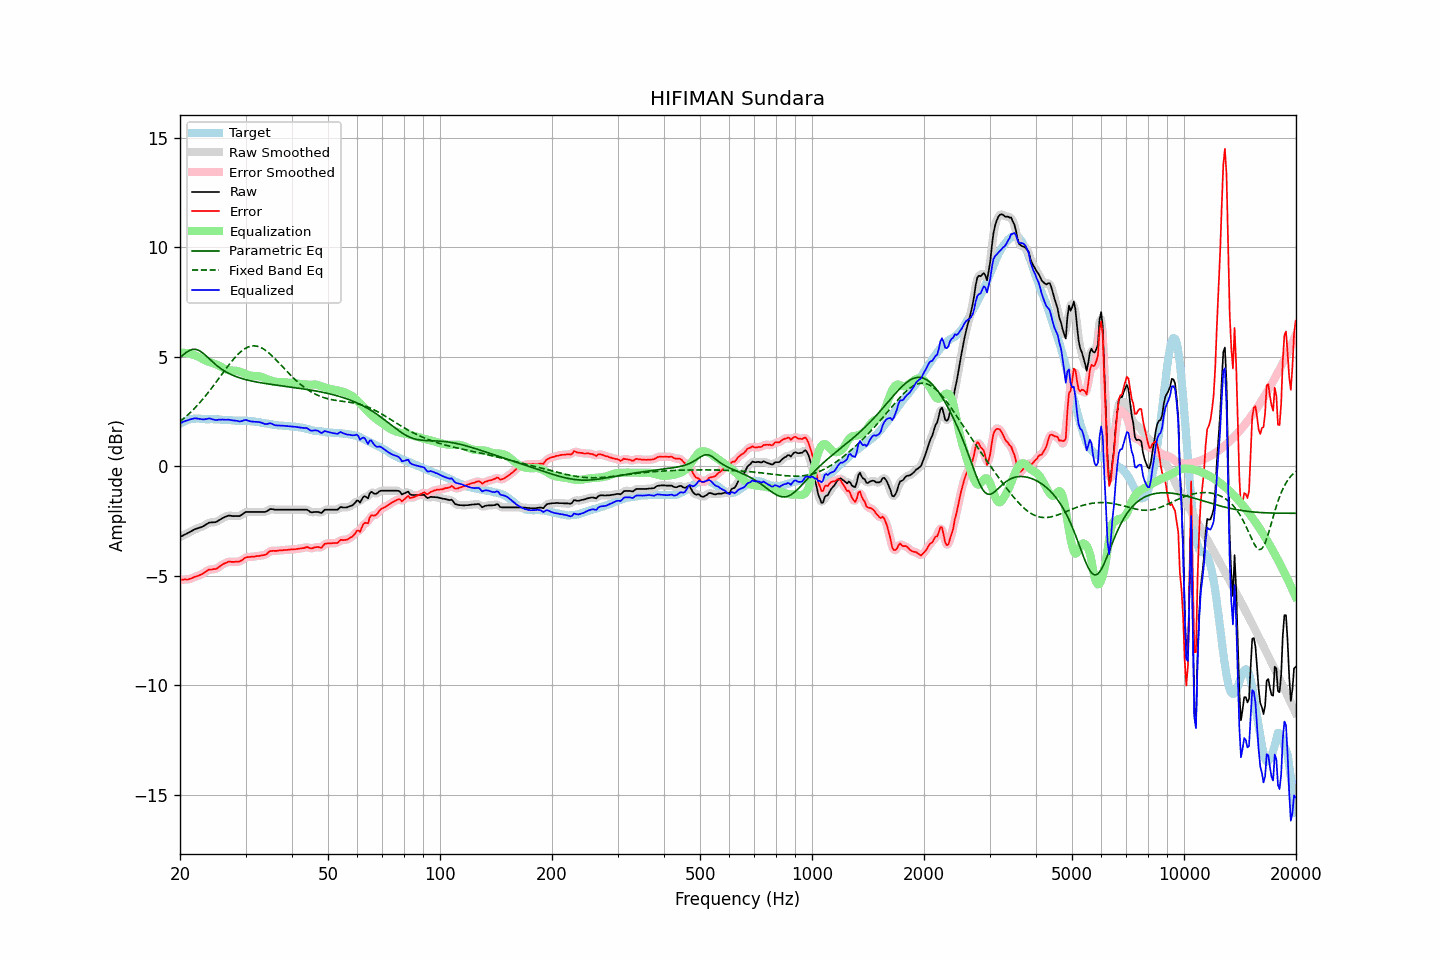 HIFIMAN Sundara
Target
Raw Smoothed
Error Smoothed
Raw
Error
Equalization
Parametric Eq
Fixed Band Eq
Equalized
15
10
5
0
−5
−10
−15
Amplitude (dBr)
20
50
100
200
500
1000
2000
5000
10000
20000
Frequency (Hz)